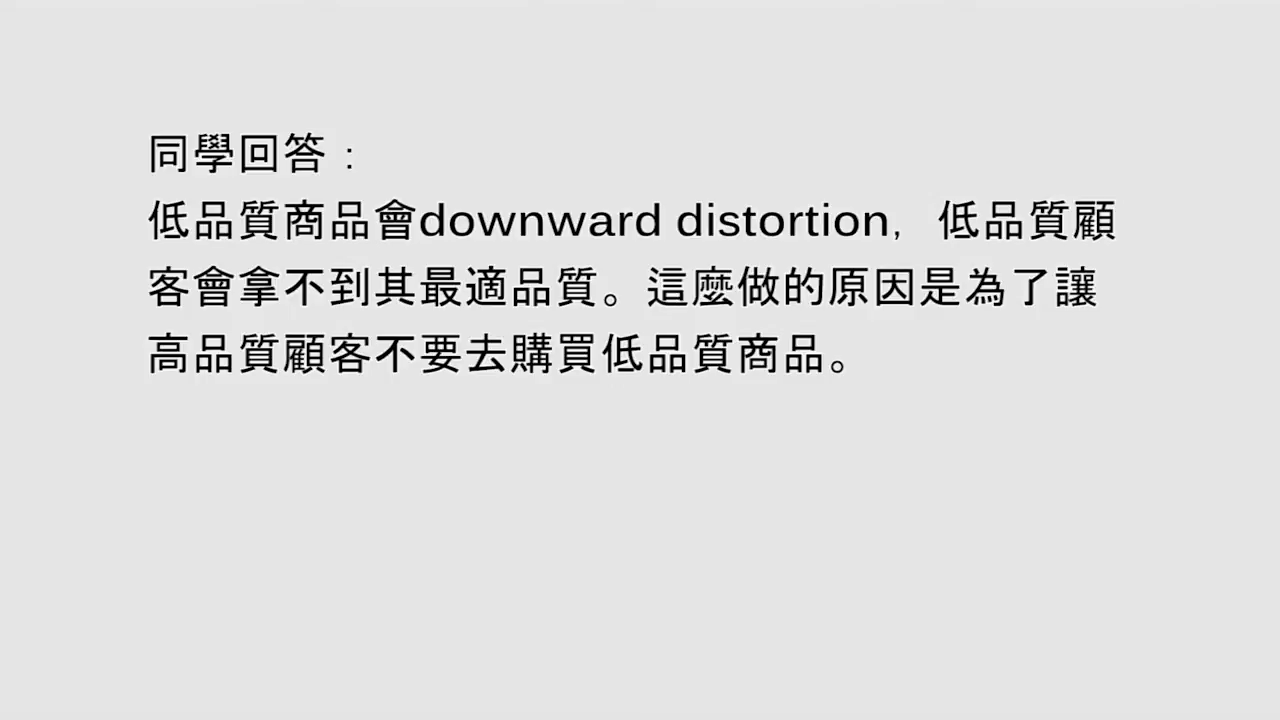 同學回答：
低品質商品會downward distortion, 低品質顧
客會拿不到其最適品質。這麼做的原因是為了讓
高品質顧客不要去購買低品質商品。